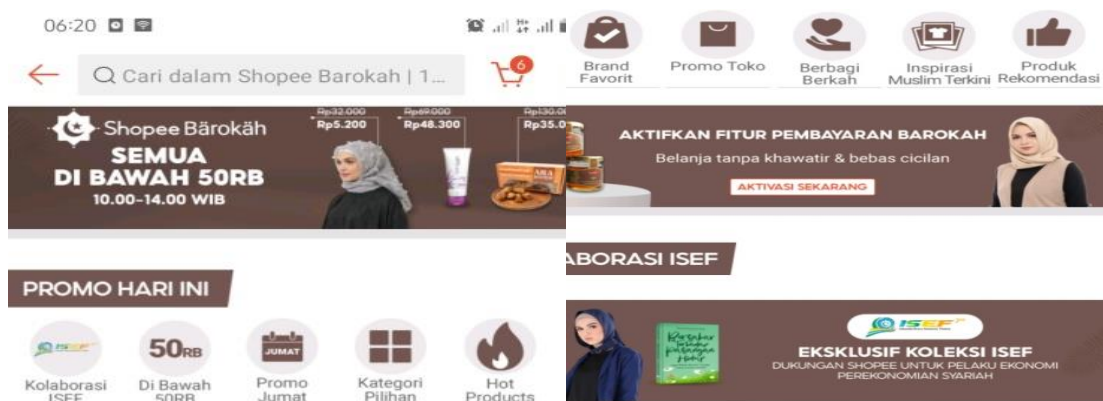 06:20
Cari dalam Shopee Barokah | 1...
6
Shopee Bärokäh
SEMUA
DI BAWAH 50RB
10.00-14.00 WIB
Rp32.000
Rp5.200
Rp69.000
Rp48.300
Rp130.0
Rp35.0
PROMO HARI INI
ISEF
50RB
JUMAT
Kolaborasi
ISEF
Di Bawah
50RB
Promo
Jumat
Kategori
Pilihan
Hot
Products
Brand
Favorit
Promo Toko
Berbagi
Berkah
Inspirasi
Muslim Terkini
Produk
Rekomendasi
AKTIFKAN FITUR PEMBAYARAN BAROKAH
Belanja tanpa khawatir & bebas cicilan
AKTIVASI SEKARANG
ABORASI ISEF
ISEF
EKSKLUSIF KOLEKSI ISEF
DUKUNGAN SHOPEE UNTUK PELAKU EKONOMI
PEREKONOMIAN SYARIAH